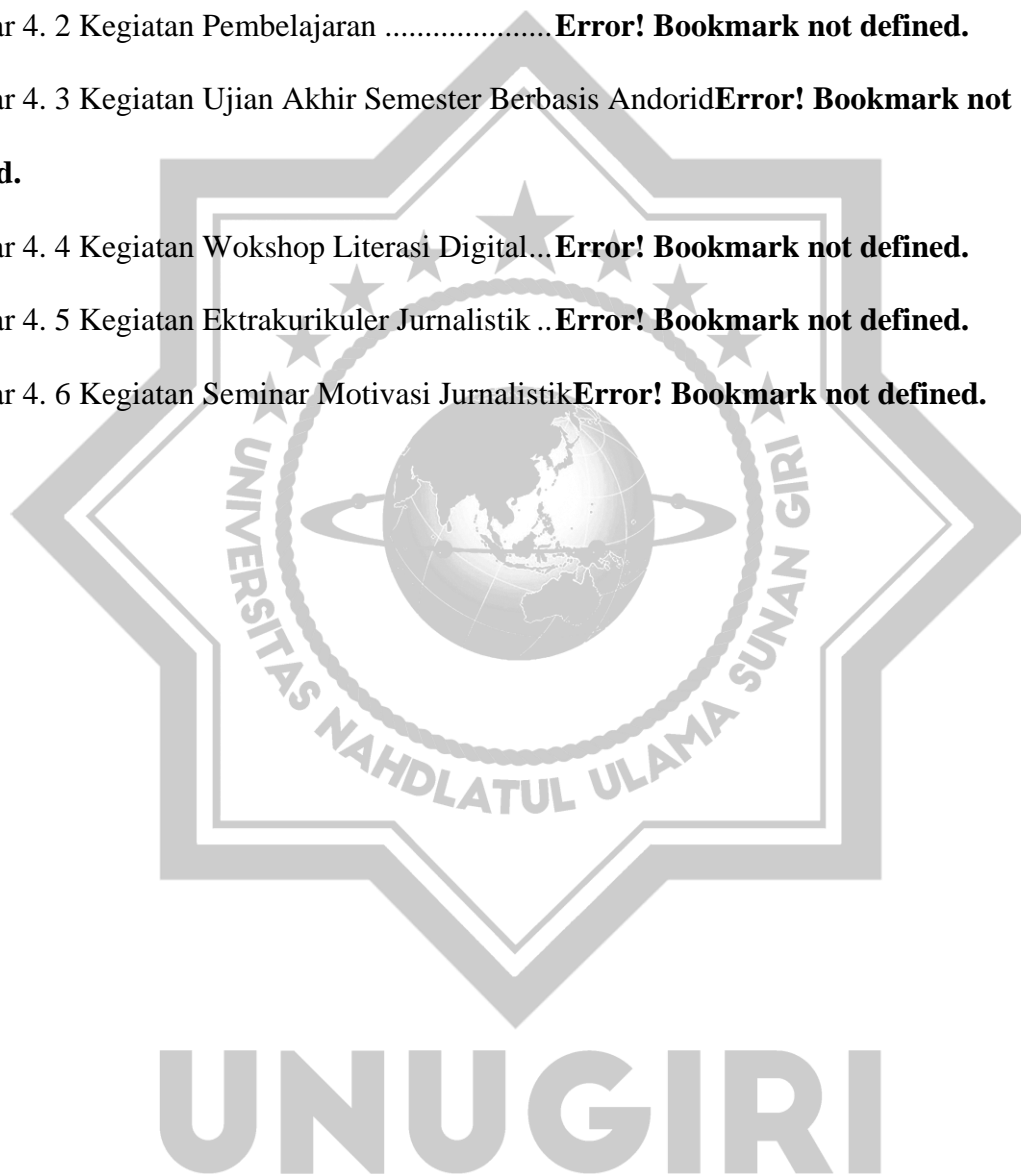 ar 4. 2 Kegiatan Pembelajaran .....................Error! Bookmark not defined.
ar 4. 3 Kegiatan Ujian Akhir Semester Berbasis AndoridError! Bookmark not
d.
ar 4. 4 Kegiatan Wokshop Literasi Digital...Error! Bookmark not defined.
ar 4. 5 Kegiatan Ektrakurikuler Jurnalistik ..Error! Bookmark not defined.
ar 4. 6 Kegiatan Seminar Motivasi JurnalistikError! Bookmark not defined.
UNIVERSITAS NAHDLATUL ULAMA SUNAN GIRI
UNUGIRI